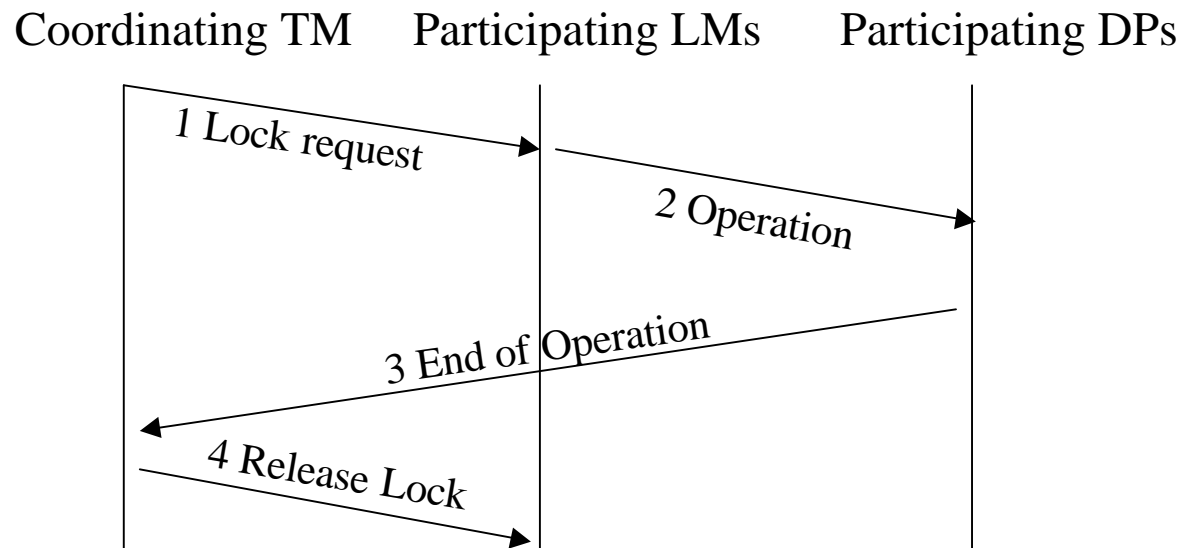 Coordinating TM Participating LMs Participating DPs
1 Lock request
2 Operation
3 End of Operation
4 Release Lock